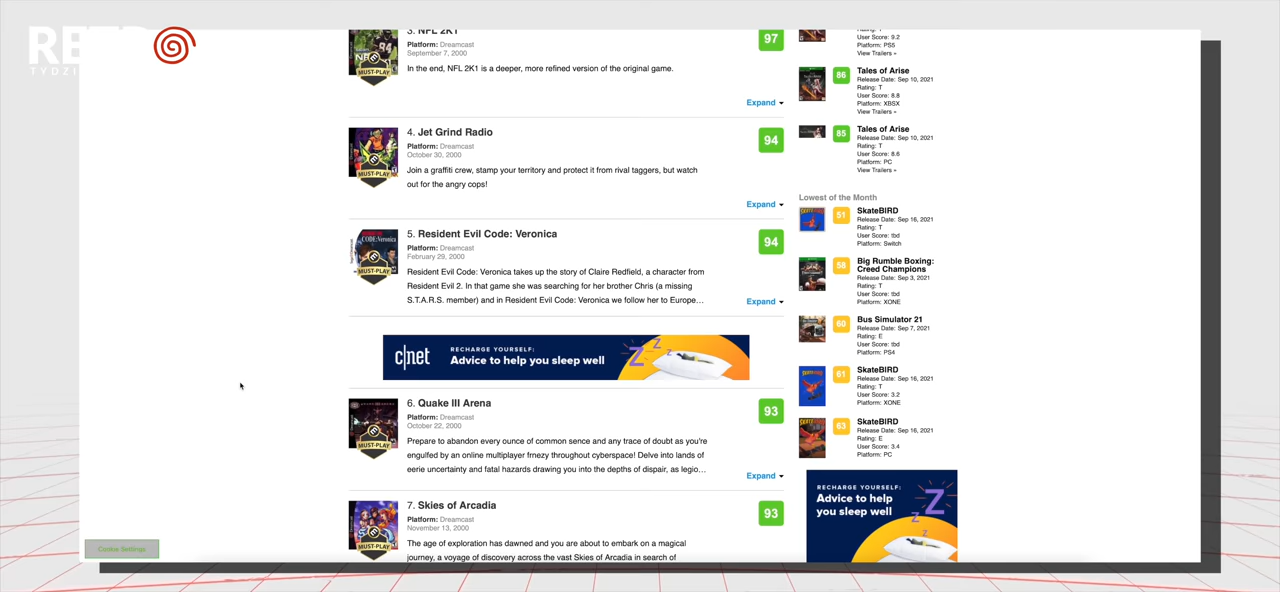 TYDZI
3. NFL 2K1
Platform: Dreamcast
September 7, 2000
In the end, NFL 2K1 is a deeper, more refined version of the original game.
97
Expand
MUST-PLAY
4. Jet Grind Radio
Platform: Dreamcast
October 30, 2000
Join a graffiti crew, stamp your territory and protect it from rival taggers, but watch
out for the angry cops!
94
Expand
MUST-PLAY
5. Resident Evil Code: Veronica
Platform: Dreamcast
February 29, 2000
Resident Evil Code: Veronica takes up the story of Claire Redfield, a character from
Resident Evil 2. In that game she was searching for her brother Chris (a missing
S.T.A.R.S. member) and in Resident Evil Code: Veronica we follow her to Europe...
94
Expand
MUST-PLAY
c|net
RECHARGE YOURSELF:
Advice to help you sleep well
Z Z Z
6. Quake III Arena
Platform: Dreamcast
October 22, 2000
Prepare to abandon every ounce of common sence and any trace of doubt as you're
engulfed by an online multiplayer frnezy throughout cyberspace! Delve into lands of
eerie uncertainty and fatal hazards drawing you into the depths of dispair, as legio...
93
Expand
MUST-PLAY
7. Skies of Arcadia
Platform: Dreamcast
November 13, 2000
The age of exploration has dawned and you are about to embark on a magical
journey, a voyage of discovery across the vast Skies of Arcadia in search of
93
MUST-PLAY
Cookie Settings
User Score: 9.2
Platform: PS5
View Trailers »
86
Tales of Arise
Release Date: Sep 10, 2021
Rating: T
User Score: 8.8
Platform: XBSX
View Trailers »
85
Tales of Arise
Release Date: Sep 10, 2021
Rating: T
User Score: 8.6
Platform: PC
View Trailers »
Lowest of the Month
51
SkateBIRD
Release Date: Sep 16, 2021
Rating: T
User Score: tbd
Platform: Switch
58
Big Rumble Boxing:
Creed Champions
Release Date: Sep 3, 2021
Rating: T
User Score: tbd
Platform: XONE
60
Bus Simulator 21
Release Date: Sep 7, 2021
Rating: E
User Score: tbd
Platform: PS4
61
SkateBIRD
Release Date: Sep 16, 2021
Rating: T
User Score: 3.2
Platform: XONE
63
SkateBIRD
Release Date: Sep 16, 2021
Rating: E
User Score: 3.4
Platform: PC
RECHARGE YOURSELF:
Advice to help
you sleep well
Z
Z
Z